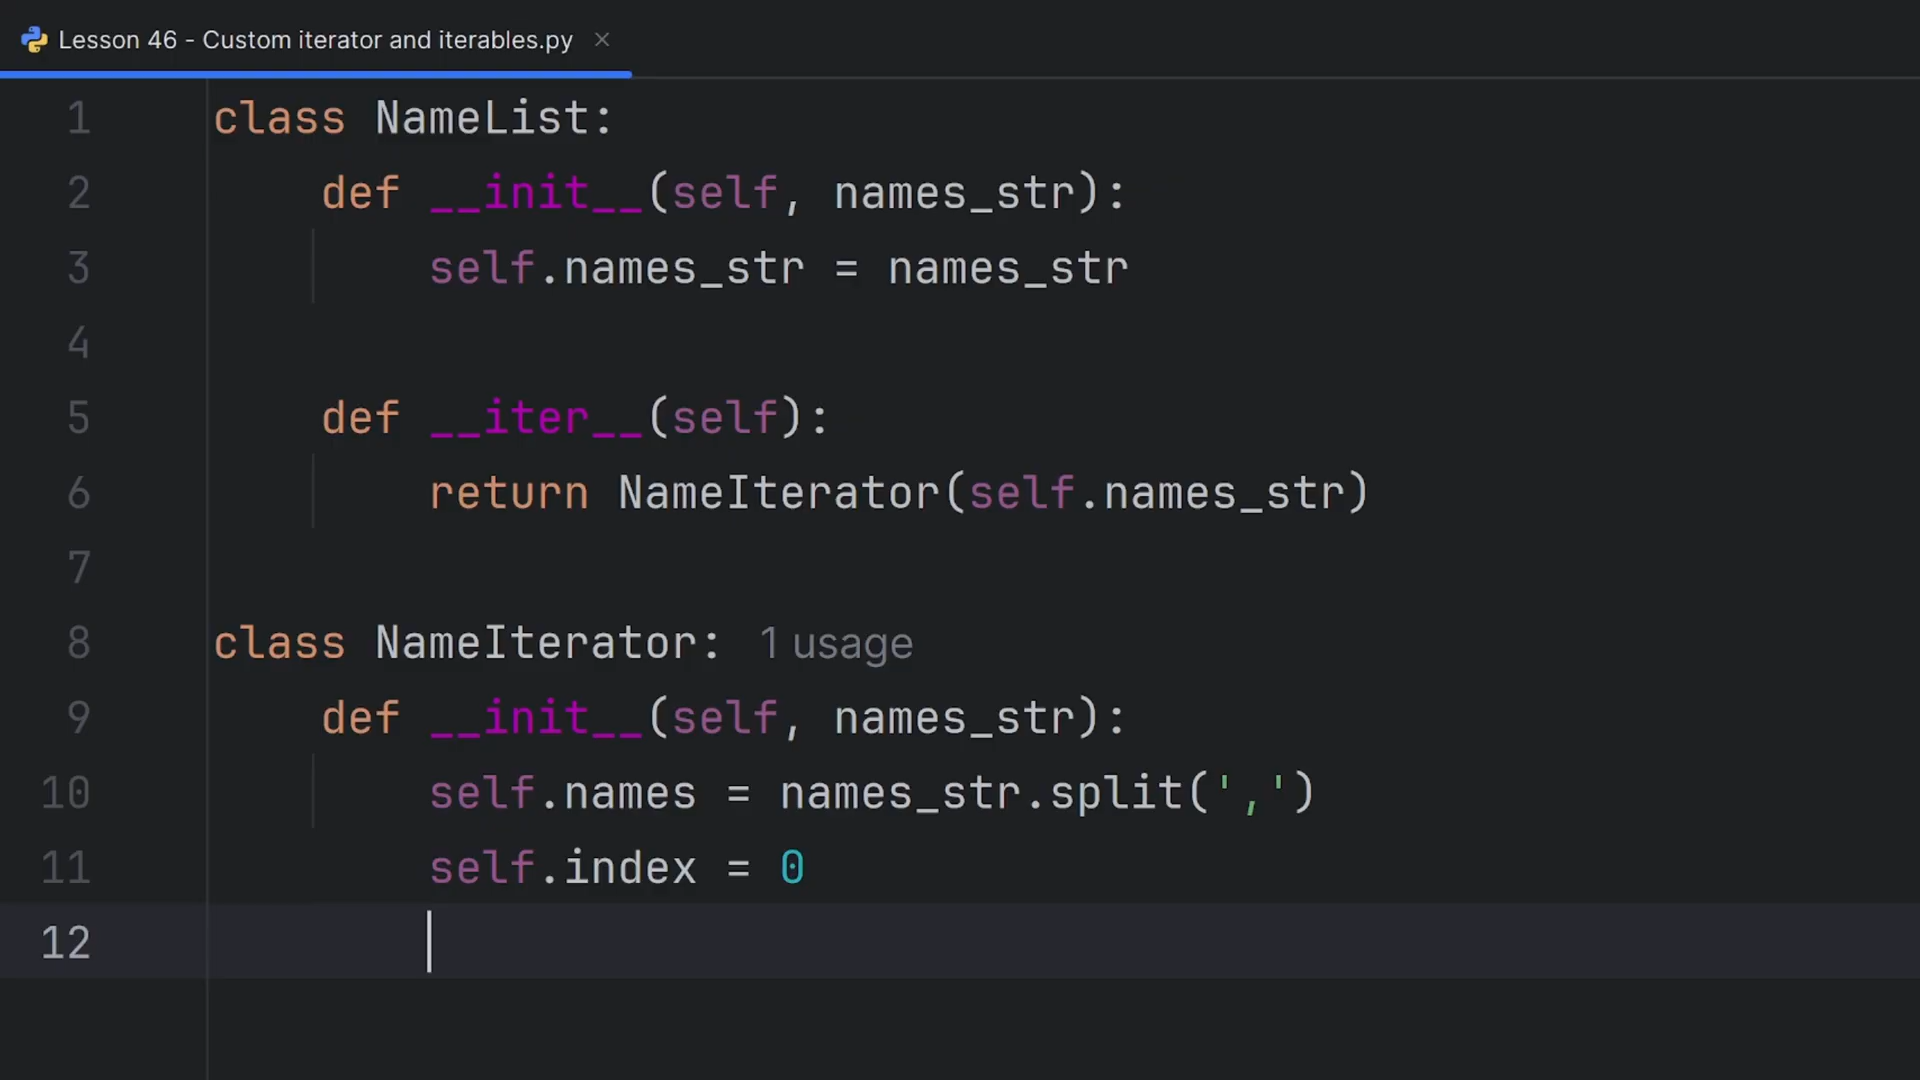 Lesson 46 - Custom iterator and iterables.py ×
1 class NameList:
2     def __init__(self, names_str):
3         self.names_str = names_str
4
5     def __iter__(self):
6         return NameIterator(self.names_str)
7
8 class NameIterator: 1 usage
9     def __init__(self, names_str):
10         self.names = names_str.split(',')
11         self.index = 0
12